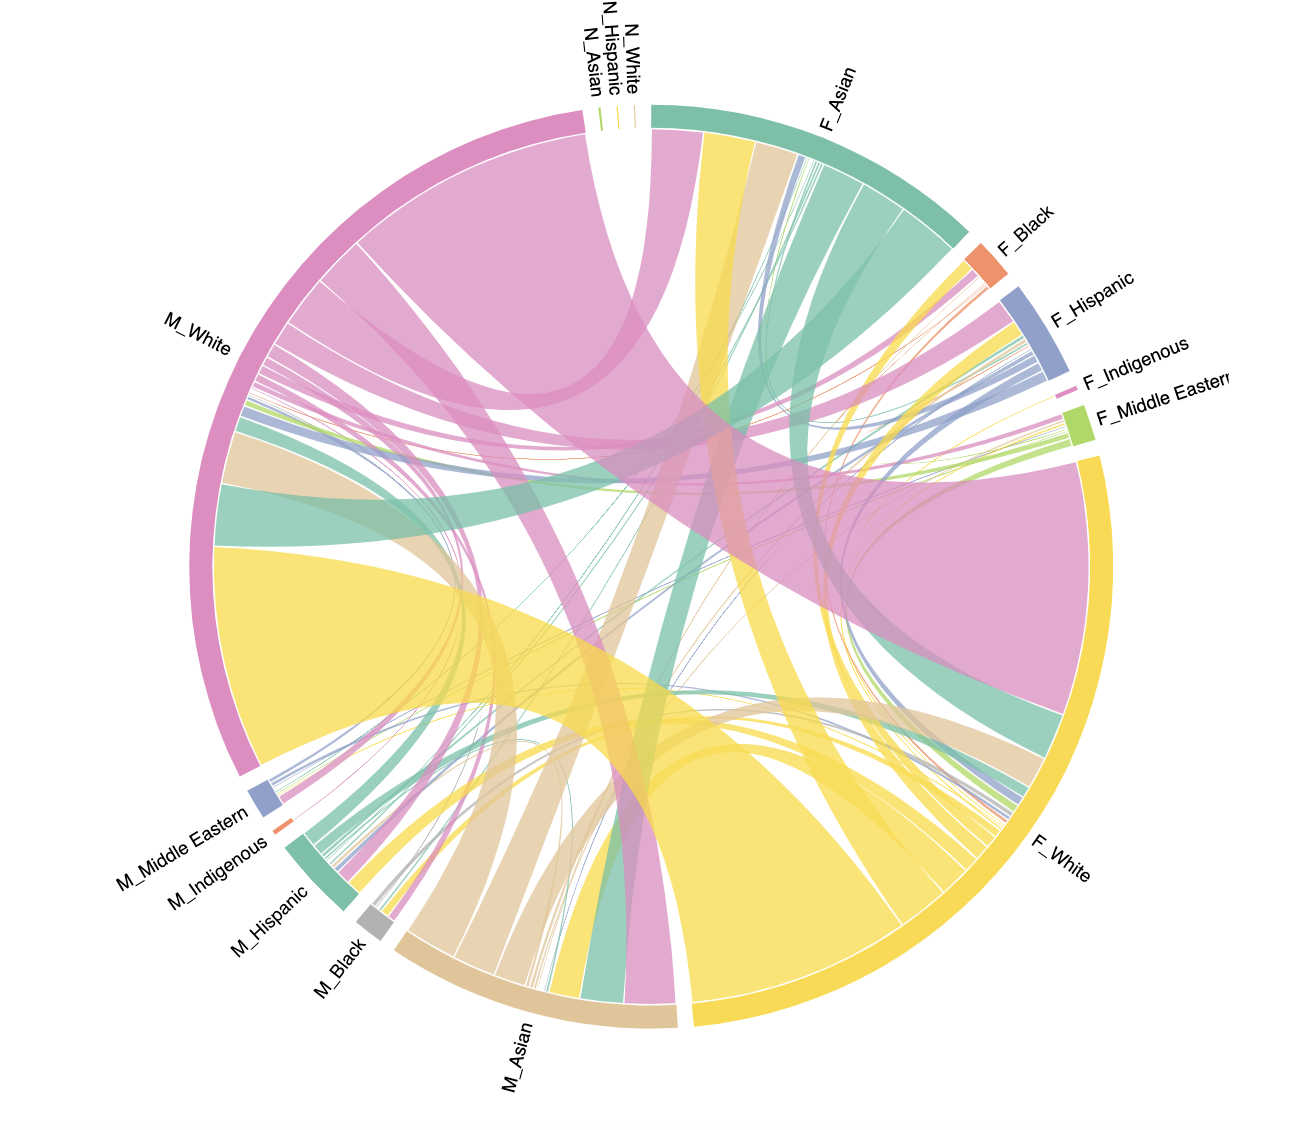 N_Asian
N_Hispanic
N_White
F_Asian
F_Black
F_Hispanic
F_Indigenous
F_Middle Eastern
F_White
M_Asian
M_Black
M_Hispanic
M_Indigenous
M_Middle Eastern
M_White